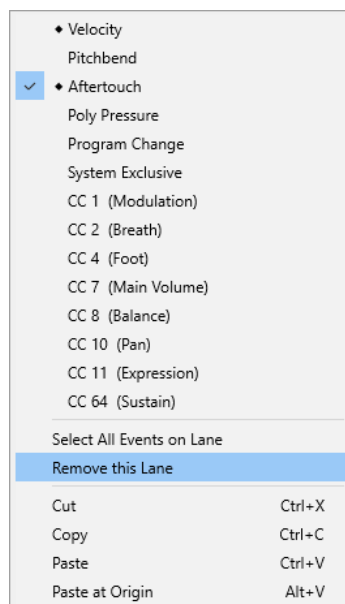 ◆ Velocity
Pitchbend
✓ ◆ Aftertouch
Poly Pressure
Program Change
System Exclusive
CC 1 (Modulation)
CC 2 (Breath)
CC 4 (Foot)
CC 7 (Main Volume)
CC 8 (Balance)
CC 10 (Pan)
CC 11 (Expression)
CC 64 (Sustain)
Select All Events on Lane
Remove this Lane
Cut Ctrl+X
Copy Ctrl+C
Paste Ctrl+V
Paste at Origin Alt+V